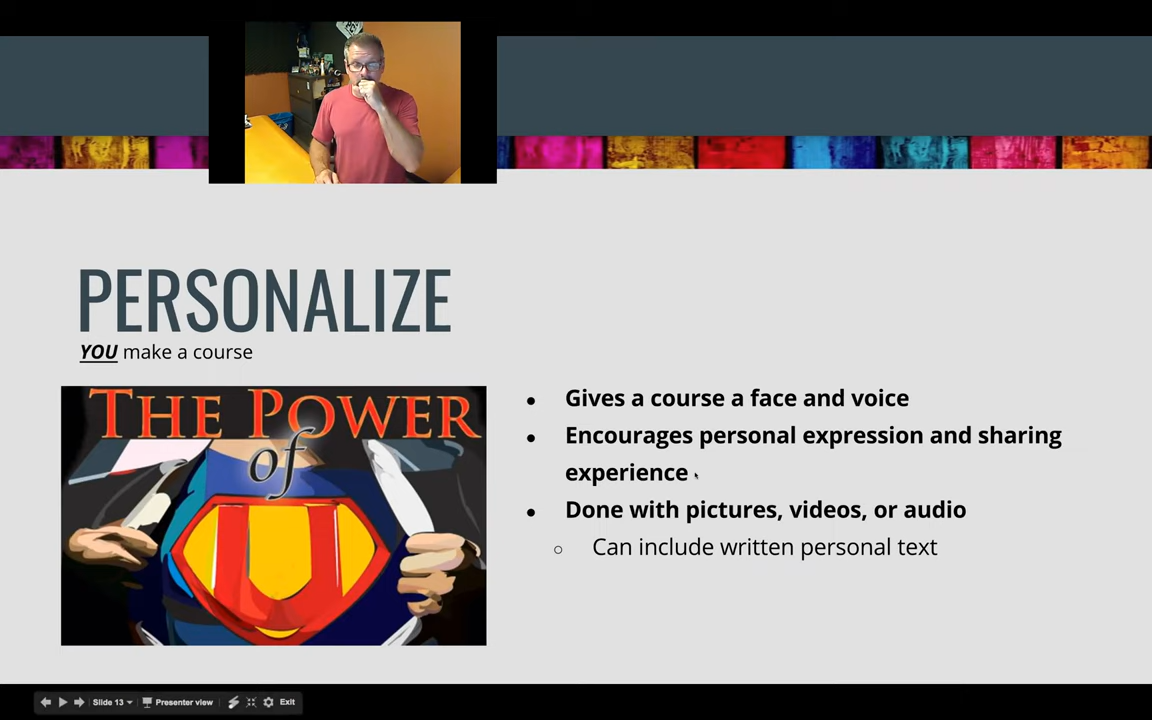 PERSONALIZE
YOU make a course
THE POWER
of
U
● Gives a course a face and voice
● Encourages personal expression and sharing
experience
● Done with pictures, videos, or audio
○ Can include written personal text
Slide 13
Presenter view
Exit